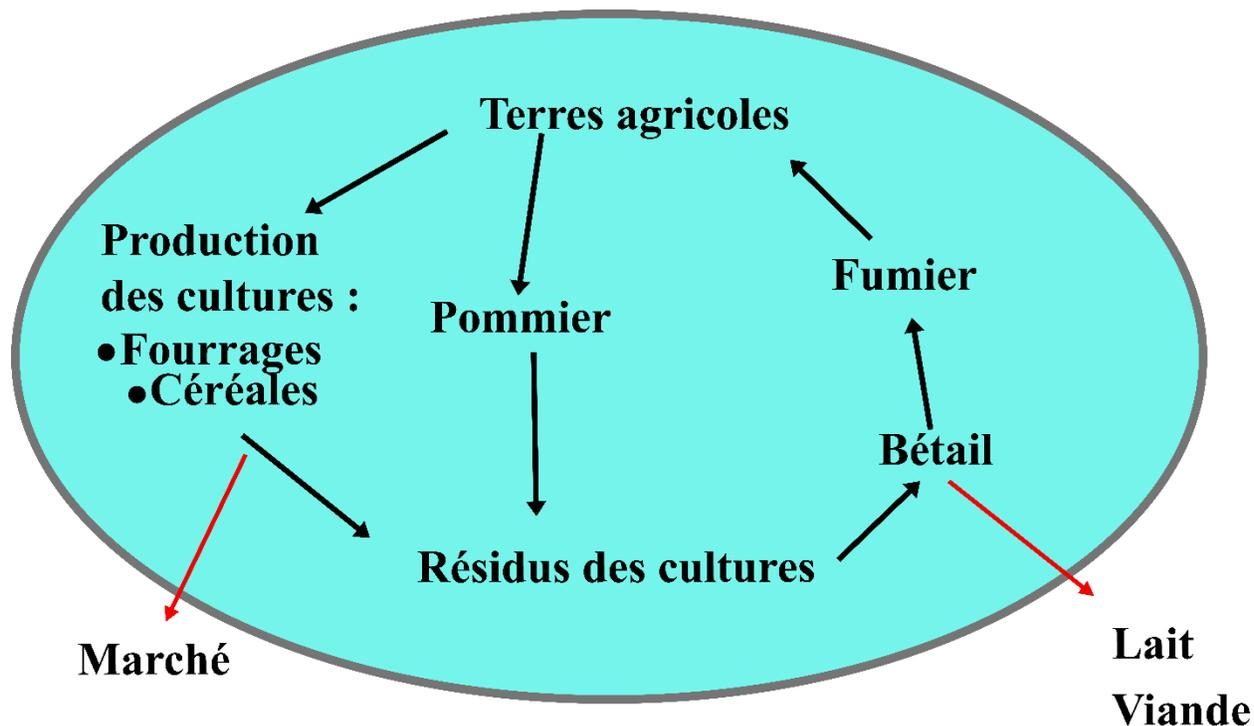 Terres agricoles
Production
des cultures :
•Fourrages
•Céréales
Pommier
Fumier
Bétail
Résidus des cultures
Marché
Lait
Viande